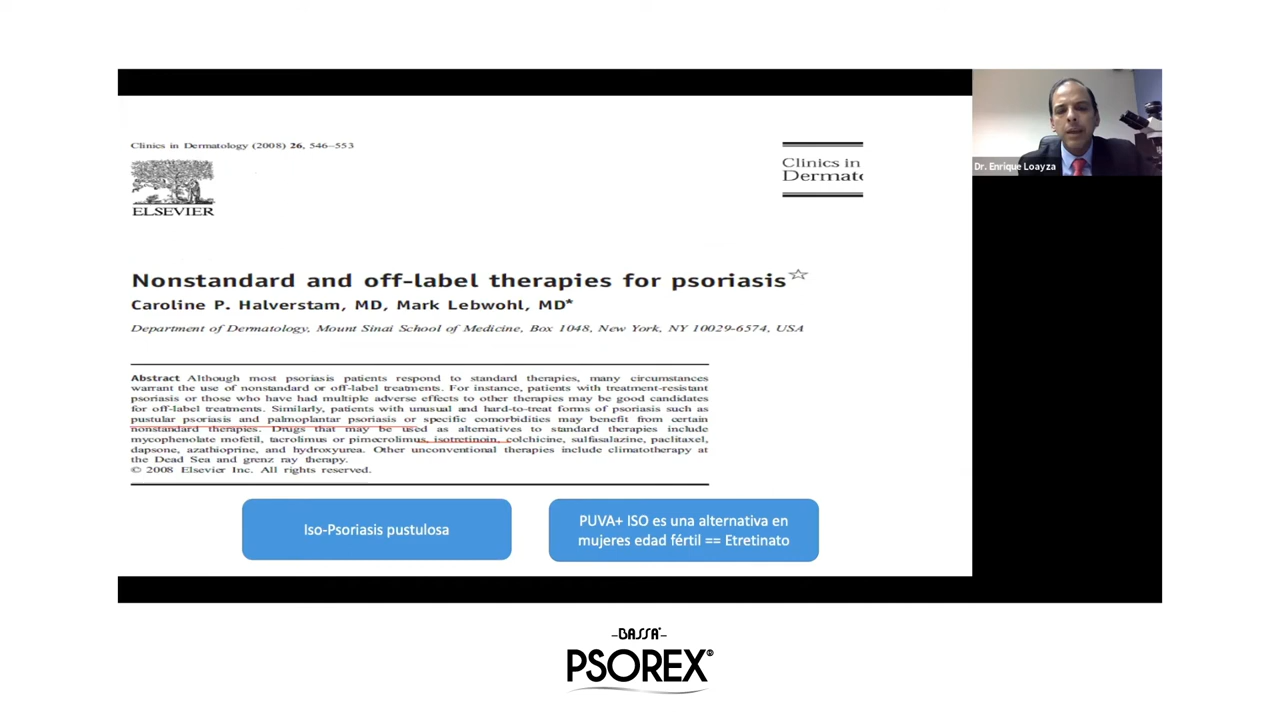 Clinics in Dermatology (2008) 26, 546–553
ELSEVIER
Clinics in
Dermat
Nonstandard and off-label therapies for psoriasis☆
Caroline P. Halverstam, MD, Mark Lebwohl, MD*
Department of Dermatology, Mount Sinai School of Medicine, Box 1048, New York, NY 10029-6574, USA
Abstract Although most psoriasis patients respond to standard therapies, many circumstances
warrant the use of nonstandard or off-label treatments. For instance, patients with treatment-resistant
psoriasis or those who have had multiple adverse effects to other therapies may be good candidates
for off-label treatments. Similarly, patients with unusual and hard-to-treat forms of psoriasis such as
pustular psoriasis and palmoplantar psoriasis or specific comorbidities may benefit from certain
nonstandard therapies. Drugs that may be used as alternatives to standard therapies include
mycophenolate mofetil, tacrolimus or pimecrolimus, isotretinoin, colchicine, sulfasalazine, paclitaxel,
dapsone, azathioprine, and hydroxyurea. Other unconventional therapies include climatotherapy at
the Dead Sea and grenz ray therapy.
© 2008 Elsevier Inc. All rights reserved.
Iso-Psoriasis pustulosa
PUVA+ ISO es una alternativa en
mujeres edad fértil == Etretinato
Dr. Enrique Loayza
BASSA
PSOREX®